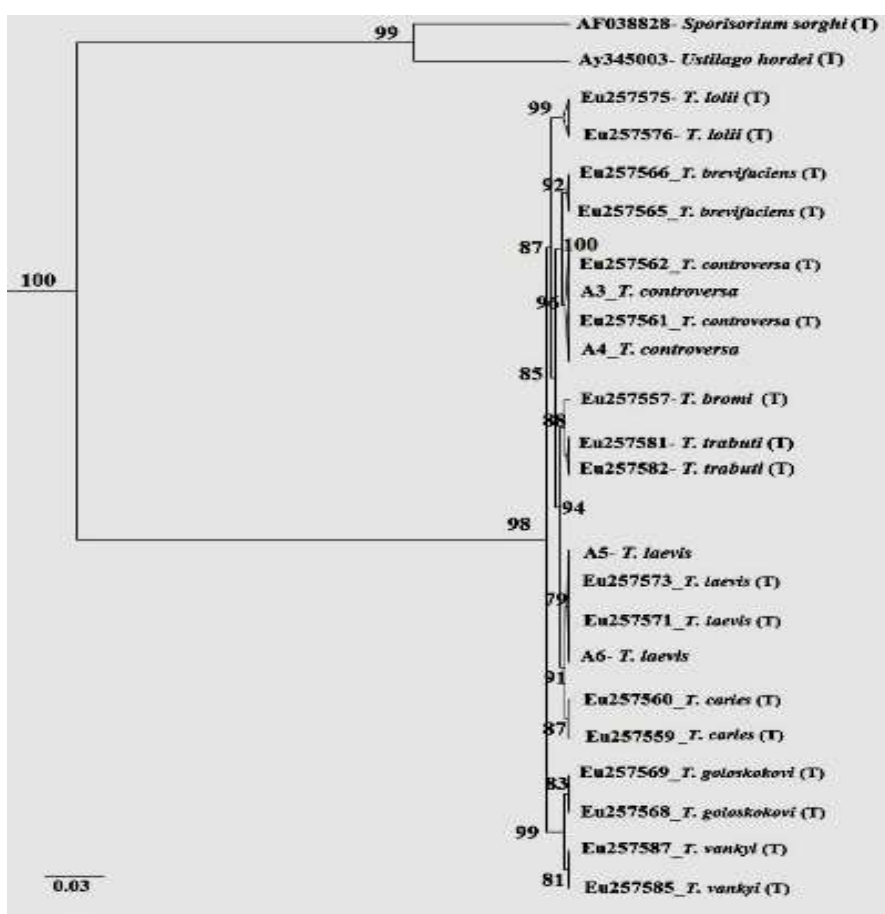 99
AF038828- Sporisorium sorghi (T)
Ay345003- Ustilago hordei (T)
99
Eu257575- T. lolii (T)
Eu257576- T. lolii (T)
92
Eu257566_T. brevifaciens (T)
Eu257565_T. brevifaciens (T)
87
100
Eu257562_T. controversa (T)
100
96
A3_T. controversa
Eu257561_T. controversa (T)
A4_T. controversa
85
Eu257557- T. bromi (T)
88
Eu257581- T. trabuti (T)
Eu257582- T. trabuti (T)
94
98
A5- T. laevis
Eu257573_T. laevis (T)
79
Eu257571_T. laevis (T)
A6- T. laevis
91
Eu257560_T. caries (T)
87
Eu257559_T. caries (T)
83
Eu257569_T. goloskokovi (T)
Eu257568_T. goloskokovi (T)
99
Eu257587_T. vankyi (T)
81
Eu257585_T. vankyi (T)
0.03